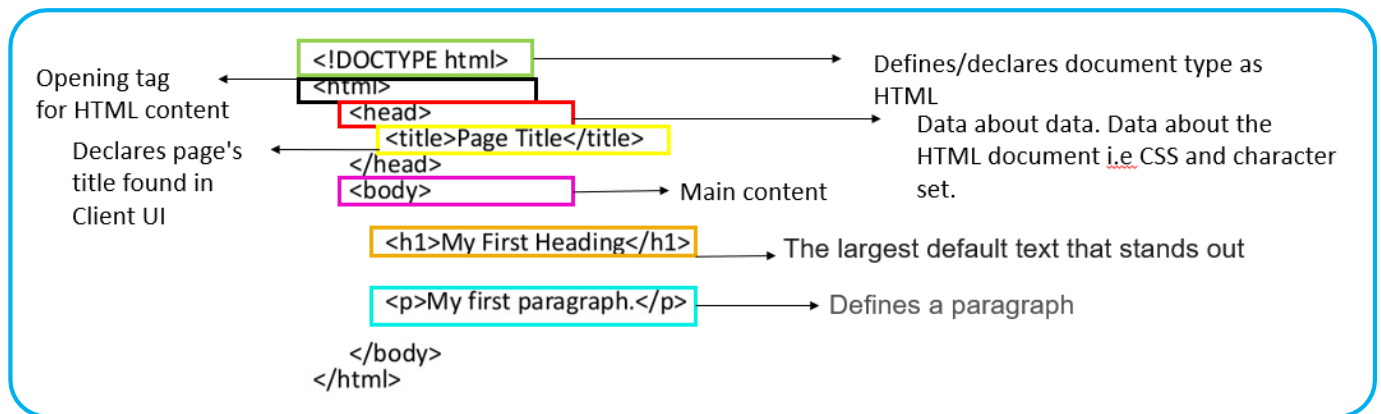 <!DOCTYPE html>
Opening tag
for HTML content
<html>
Defines/declares document type as
HTML
<head>
Data about data. Data about the
HTML document i.e CSS and character
set.
<title>Page Title</title>
Declares page's
title found in
Client UI
</head>
<body>
Main content
<h1>My First Heading</h1>
The largest default text that stands out
<p>My first paragraph.</p>
Defines a paragraph
</body>
</html>